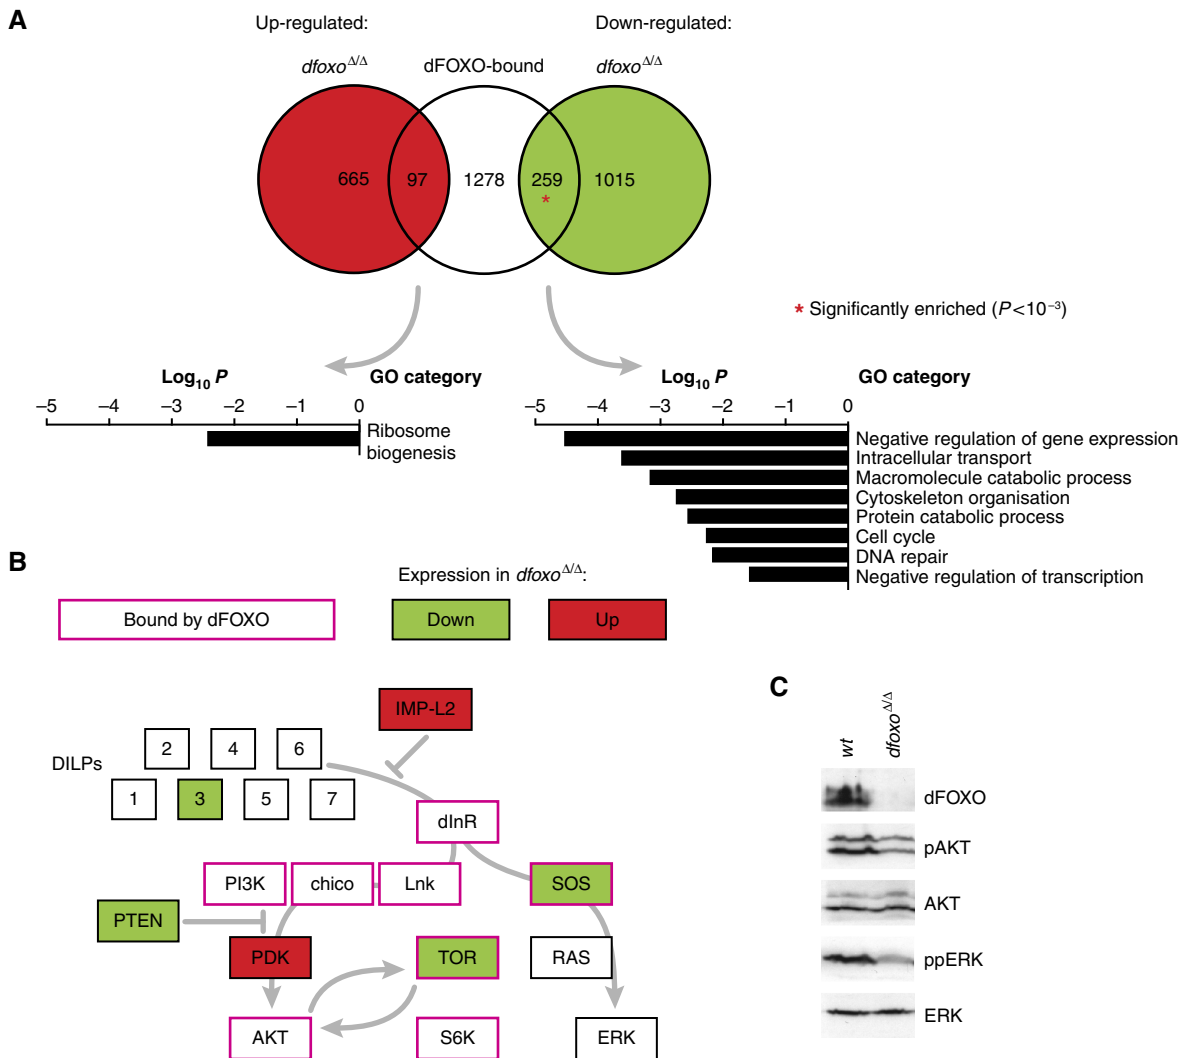 A
Up-regulated:
Down-regulated:
dfoxoΔ/Δ
dFOXO-bound
dfoxoΔ/Δ
665
97
1278
259
*
1015
* Significantly enriched (P<10−3)
Log10 P
GO category
−5 −4 −3 −2 −1 0
Ribosome
biogenesis
Log10 P
GO category
−5 −4 −3 −2 −1 0
Negative regulation of gene expression
Intracellular transport
Macromolecule catabolic process
Cytoskeleton organisation
Protein catabolic process
Cell cycle
DNA repair
Negative regulation of transcription
B
Expression in dfoxoΔ/Δ:
Bound by dFOXO
Down
Up
IMP-L2
DILPs
2
4
6
1
3
5
7
dInR
PI3K
chico
Lnk
SOS
PTEN
PDK
TOR
RAS
AKT
S6K
ERK
C
wt
dfoxoΔ/Δ
dFOXO
pAKT
AKT
ppERK
ERK